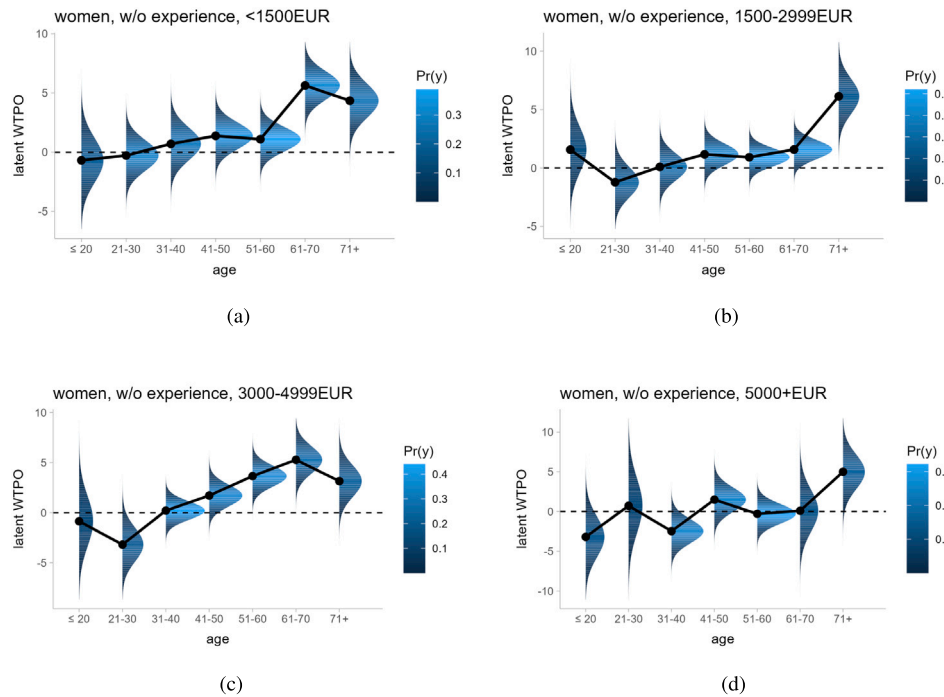 women, w/o experience, <1500EUR
10
5
0
-5
latent WTPO
≤ 20 21-30 31-40 41-50 51-60 61-70 71+
age
Pr(y)
0.3
0.2
0.1
(a)
women, w/o experience, 1500-2999EUR
10
5
0
-5
latent WTPO
≤ 20 21-30 31-40 41-50 51-60 61-70 71+
age
Pr(y)
(b)
women, w/o experience, 3000-4999EUR
10
5
0
-5
latent WTPO
≤ 20 21-30 31-40 41-50 51-60 61-70 71+
age
Pr(y)
0.4
0.3
0.2
0.1
(c)
women, w/o experience, 5000+EUR
10
5
0
-5
-10
latent WTPO
≤ 20 21-30 31-40 41-50 51-60 61-70 71+
age
Pr(y)
(d)